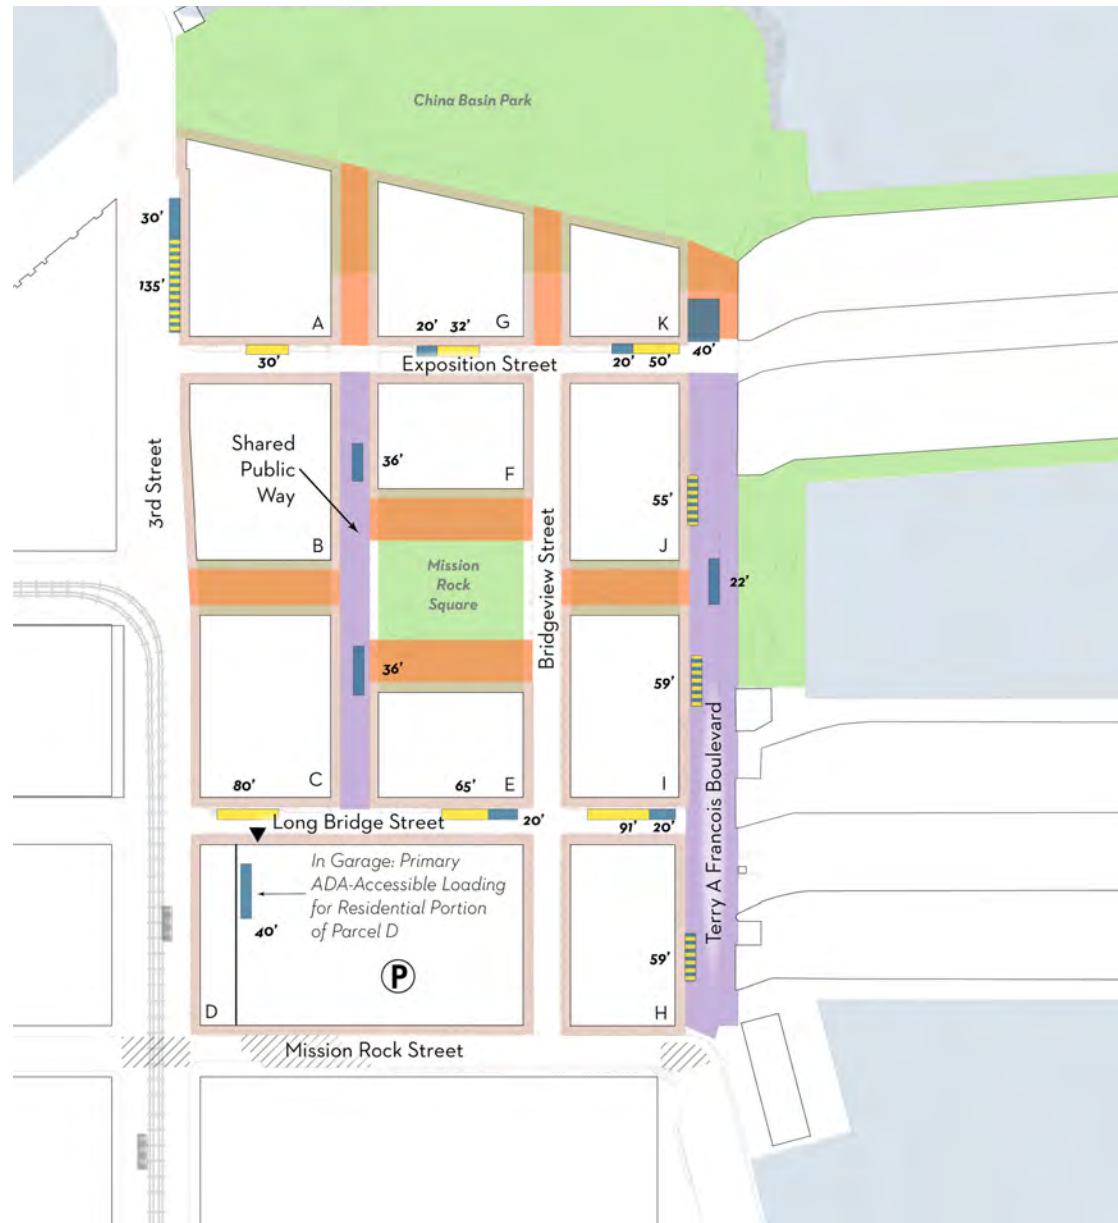 China Basin Park
30'
135'
A
20'
32'
G
K
30'
20'
50'
40'
Exposition Street
Shared
Public
Way
3rd Street
36'
F
B
55'
J
Mission
Rock
Square
Bridgeview Street
22'
36'
59'
Terry A Francois Boulevard
80'
C
65'
E
I
20'
91'
20'
Long Bridge Street
In Garage: Primary
ADA-Accessible Loading
for Residential Portion
of Parcel D
40'
P
59'
D
H
Mission Rock Street